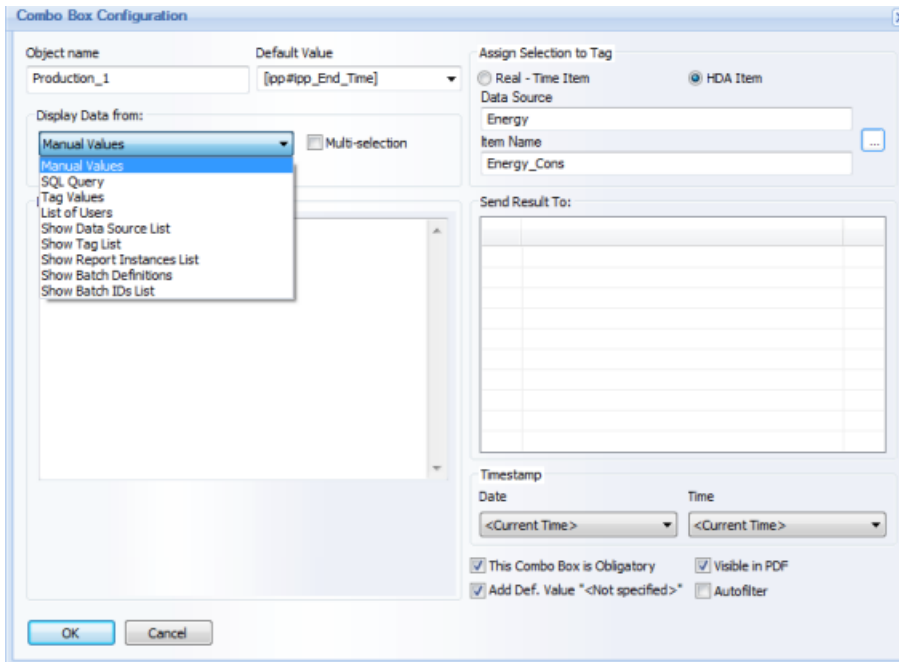 Combo Box Configuration
Object name
Default Value
Production_1
[ipp#ipp_End_Time]
Display Data from:
Manual Values
Multi-selection
Manual Values
SQL Query
Tag Values
List of Users
Show Data Source List
Show Tag List
Show Report Instances List
Show Batch Definitions
Show Batch IDs List
Assign Selection to Tag
Real - Time Item
HDA Item
Data Source
Energy
Item Name
Energy_Cons
...
Send Result To:
Timestamp
Date
Time
<Current Time>
<Current Time>
This Combo Box is Obligatory
Visible in PDF
Add Def. Value "<Not specified>"
Autofilter
OK
Cancel